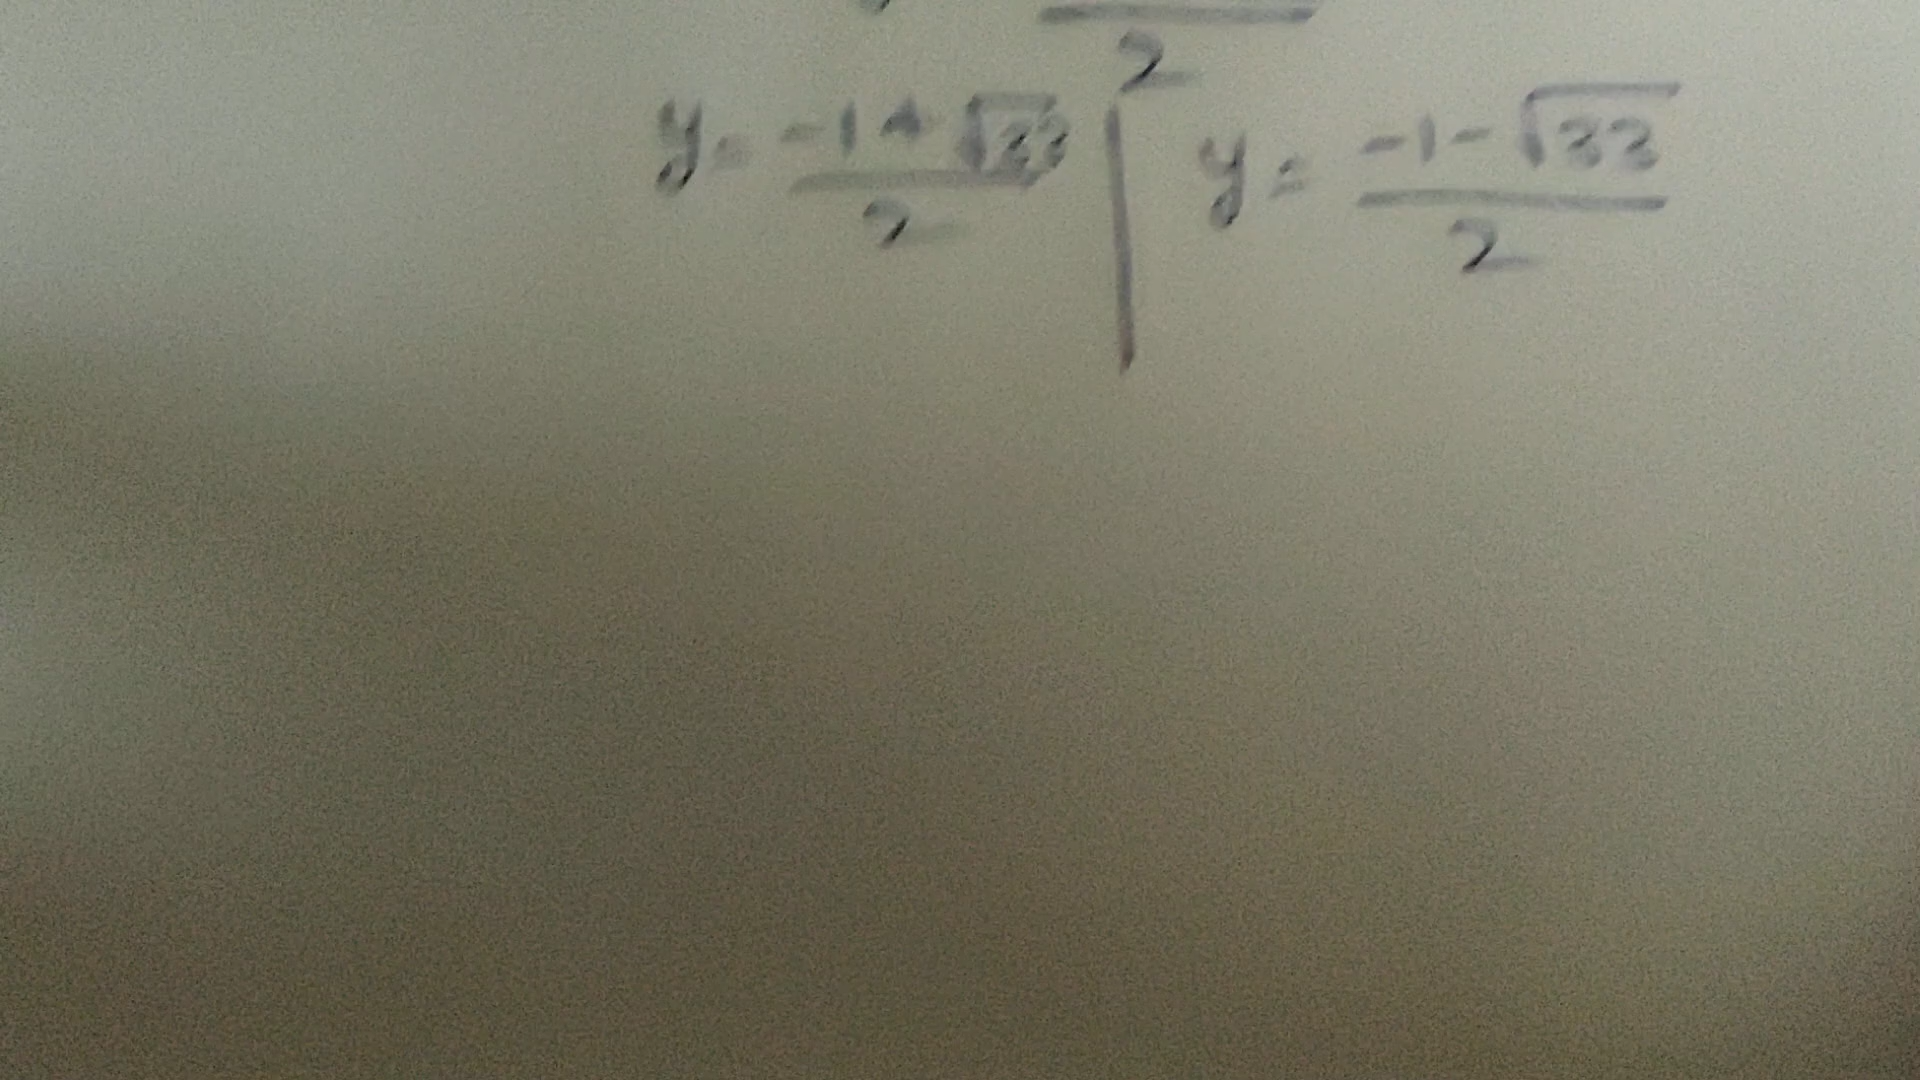 2
y = (-1 + √33)/2 | y = (-1 - √33)/2